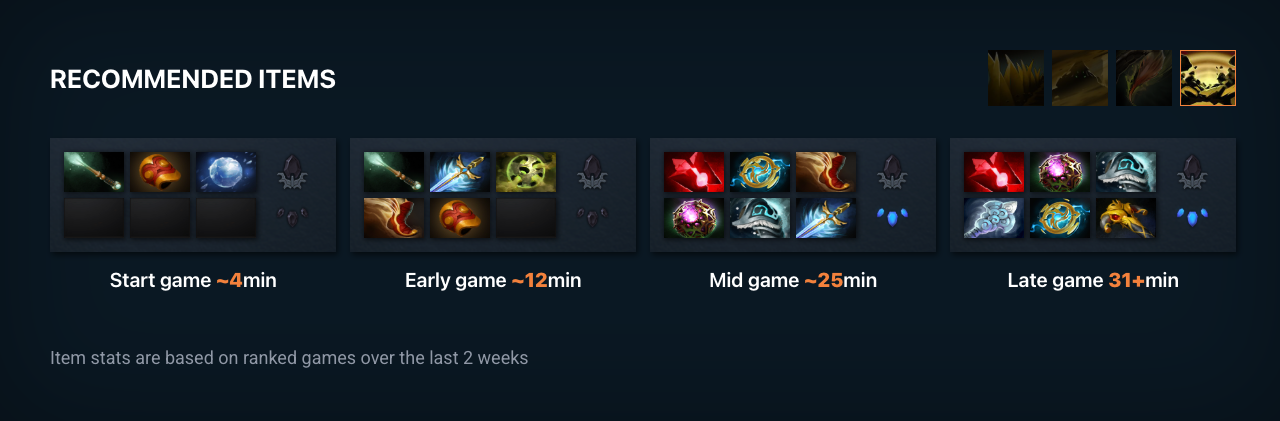 RECOMMENDED ITEMS
Start game ~4min
Early game ~12min
Mid game ~25min
Late game 31+min
Item stats are based on ranked games over the last 2 weeks